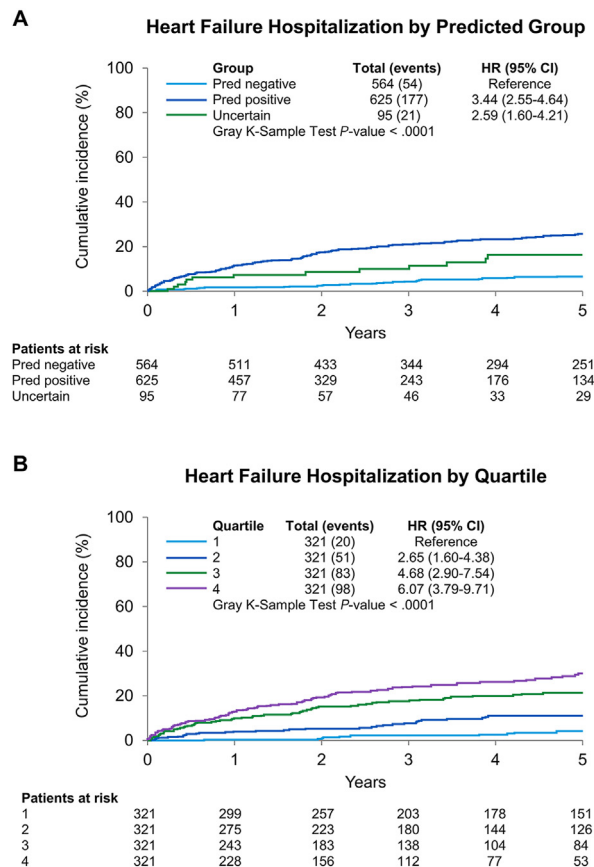 A
Heart Failure Hospitalization by Predicted Group
Group Total (events) HR (95% CI)
Pred negative 564 (54) Reference
Pred positive 625 (177) 3.44 (2.55-4.64)
Uncertain 95 (21) 2.59 (1.60-4.21)
Gray K-Sample Test P-value < .0001
Cumulative incidence (%)
100
80
60
40
20
0
0 1 2 3 4 5
Years
Patients at risk
Pred negative 564 511 433 344 294 251
Pred positive 625 457 329 243 176 134
Uncertain 95 77 57 46 33 29
B
Heart Failure Hospitalization by Quartile
Quartile Total (events) HR (95% CI)
1 321 (20) Reference
2 321 (51) 2.65 (1.60-4.38)
3 321 (83) 4.68 (2.90-7.54)
4 321 (98) 6.07 (3.79-9.71)
Gray K-Sample Test P-value < .0001
Cumulative incidence (%)
100
80
60
40
20
0
0 1 2 3 4 5
Years
Patients at risk
1 321 299 257 203 178 151
2 321 275 223 180 144 126
3 321 243 183 138 104 84
4 321 228 156 112 77 53